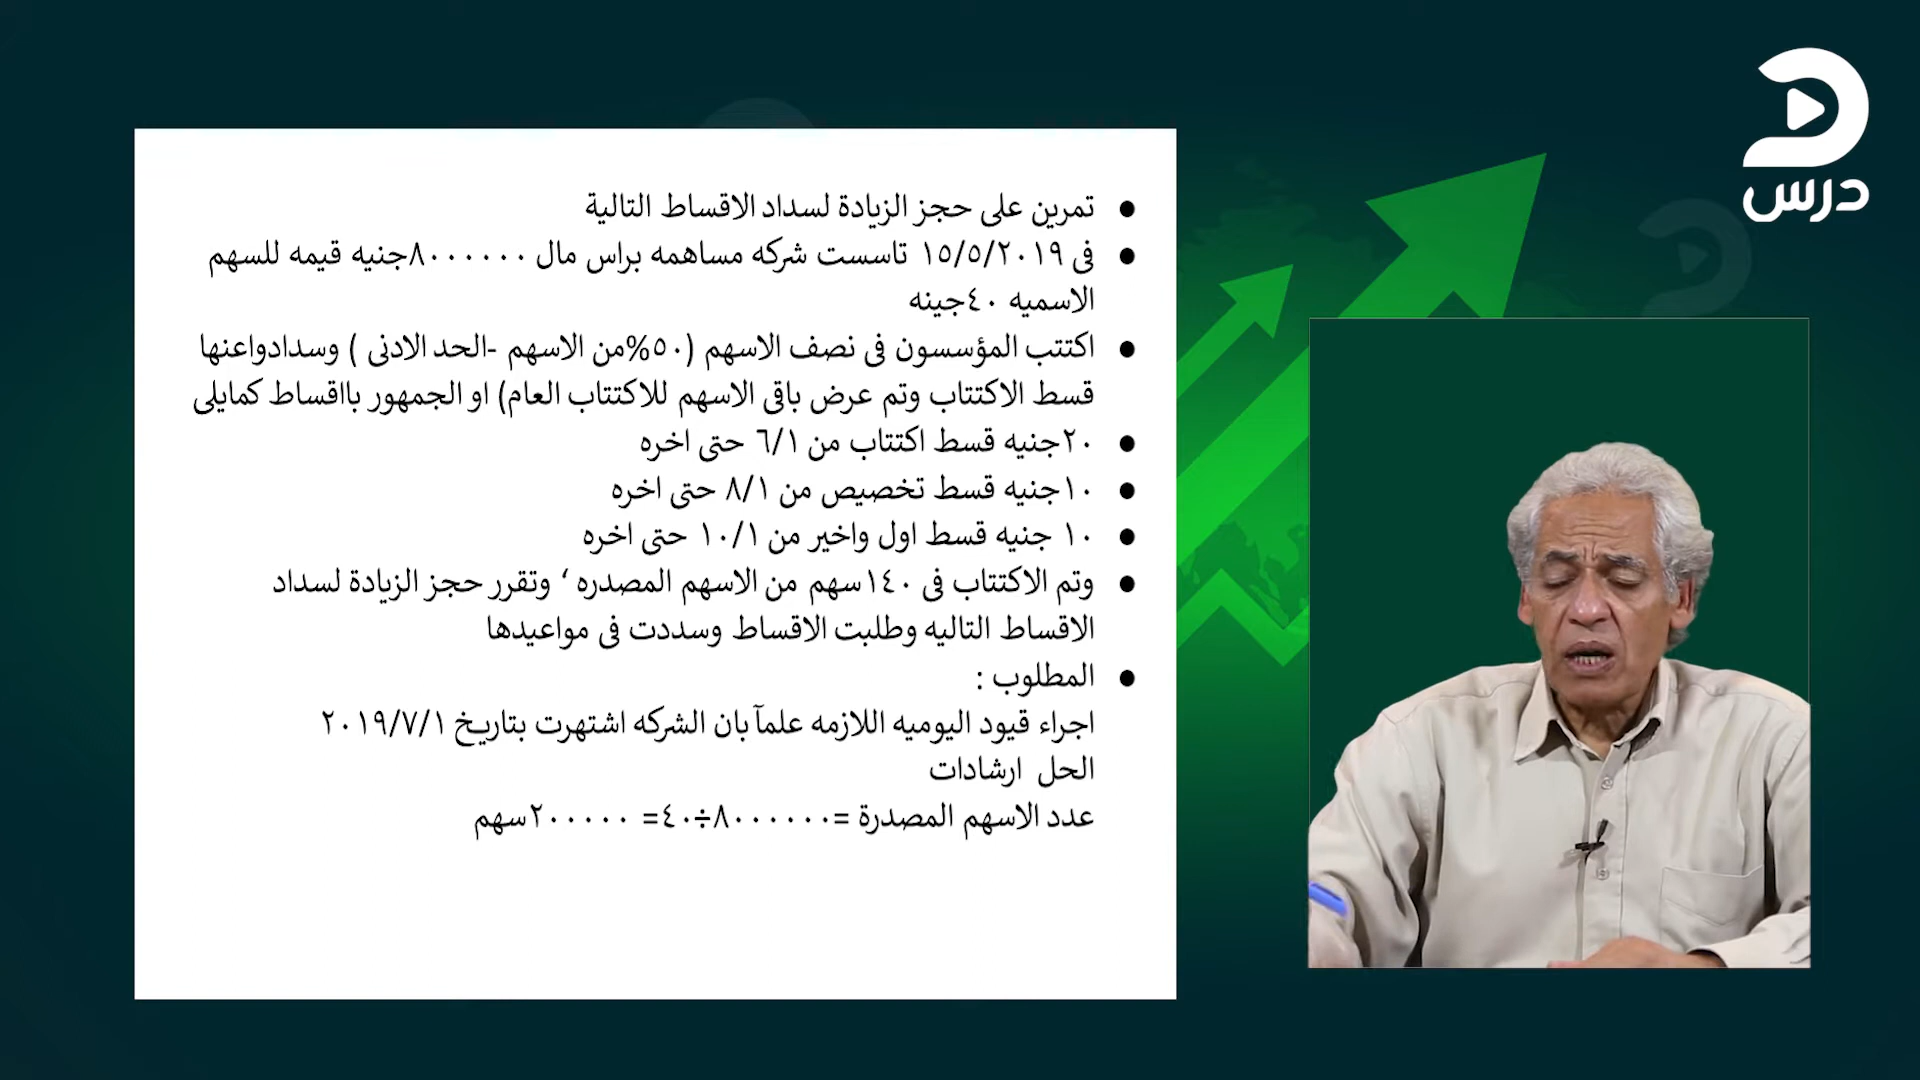 درس
تمرين على حجز الزيادة لسداد الاقساط التالية
فى ١٥/٥/٢٠١٩ تاسست شركه مساهمه براس مال ٨٠٠٠٠٠٠جنيه قيمه للسهم
الاسميه ٤٠جينه
اكتتب المؤسسون فى نصف الاسهم (٥٠%من الاسهم -الحد الادنى ) وسدادواعنها
قسط الاكتتاب وتم عرض باقى الاسهم للاكتتاب العام) او الجمهور بااقساط كمايلى
٢٠جنيه قسط اكتتاب من ٦/١ حتى اخره
١٠جنيه قسط تخصيص من ٨/١ حتى اخره
١٠ جنيه قسط اول واخير من ١٠/١ حتى اخره
وتم الاكتتاب فى ١٤٠سهم من الاسهم المصدره ‘ وتقرر حجز الزيادة لسداد
الاقساط التاليه وطلبت الاقساط وسددت فى مواعيدها
المطلوب :
اجراء قيود اليوميه اللازمه علمآ بان الشركه اشتهرت بتاريخ ٢٠١٩/٧/١
الحل ارشادات
عدد الاسهم المصدرة =٨٠٠٠٠٠٠÷٤٠= ٢٠٠٠٠٠سهم